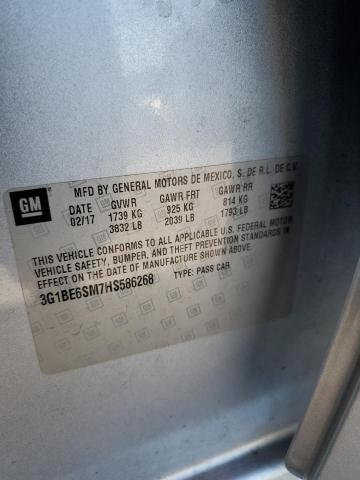 MFD BY GENERAL MOTORS DE MEXICO, S. DE R.L. DE C.V.
GM
DATE GVWR GAWR FRT GAWR RR
02/17 1739 KG 925 KG 814 KG
3832 LB 2039 LB 1793 LB
THIS VEHICLE CONFORMS TO ALL APPLICABLE U.S. FEDERAL MOTOR
VEHICLE SAFETY, BUMPER, AND THEFT PREVENTION STANDARDS IN
EFFECT ON THE DATE OF MANUFACTURE SHOWN ABOVE.
3G1BE6SM7HS586268 TYPE: PASS CAR